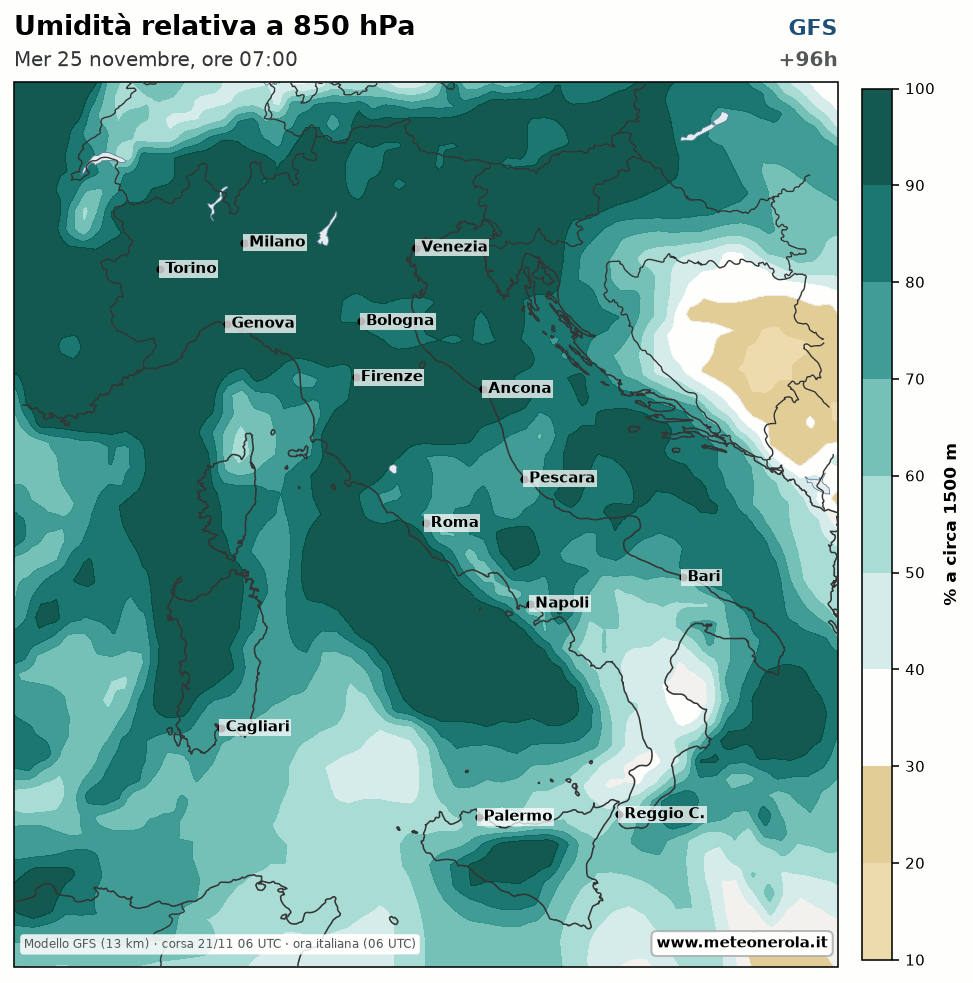 Umidità relativa a 850 hPa
GFS
Mer 25 novembre, ore 07:00
+96h
Milano
Venezia
Torino
Genova
Bologna
Firenze
Ancona
Pescara
Roma
Bari
Napoli
Cagliari
Palermo
Reggio C.
100
90
80
70
60
50
40
30
20
10
% a circa 1500 m
Modello GFS (13 km) · corsa 21/11 06 UTC · ora italiana (06 UTC)
www.meteonerola.it